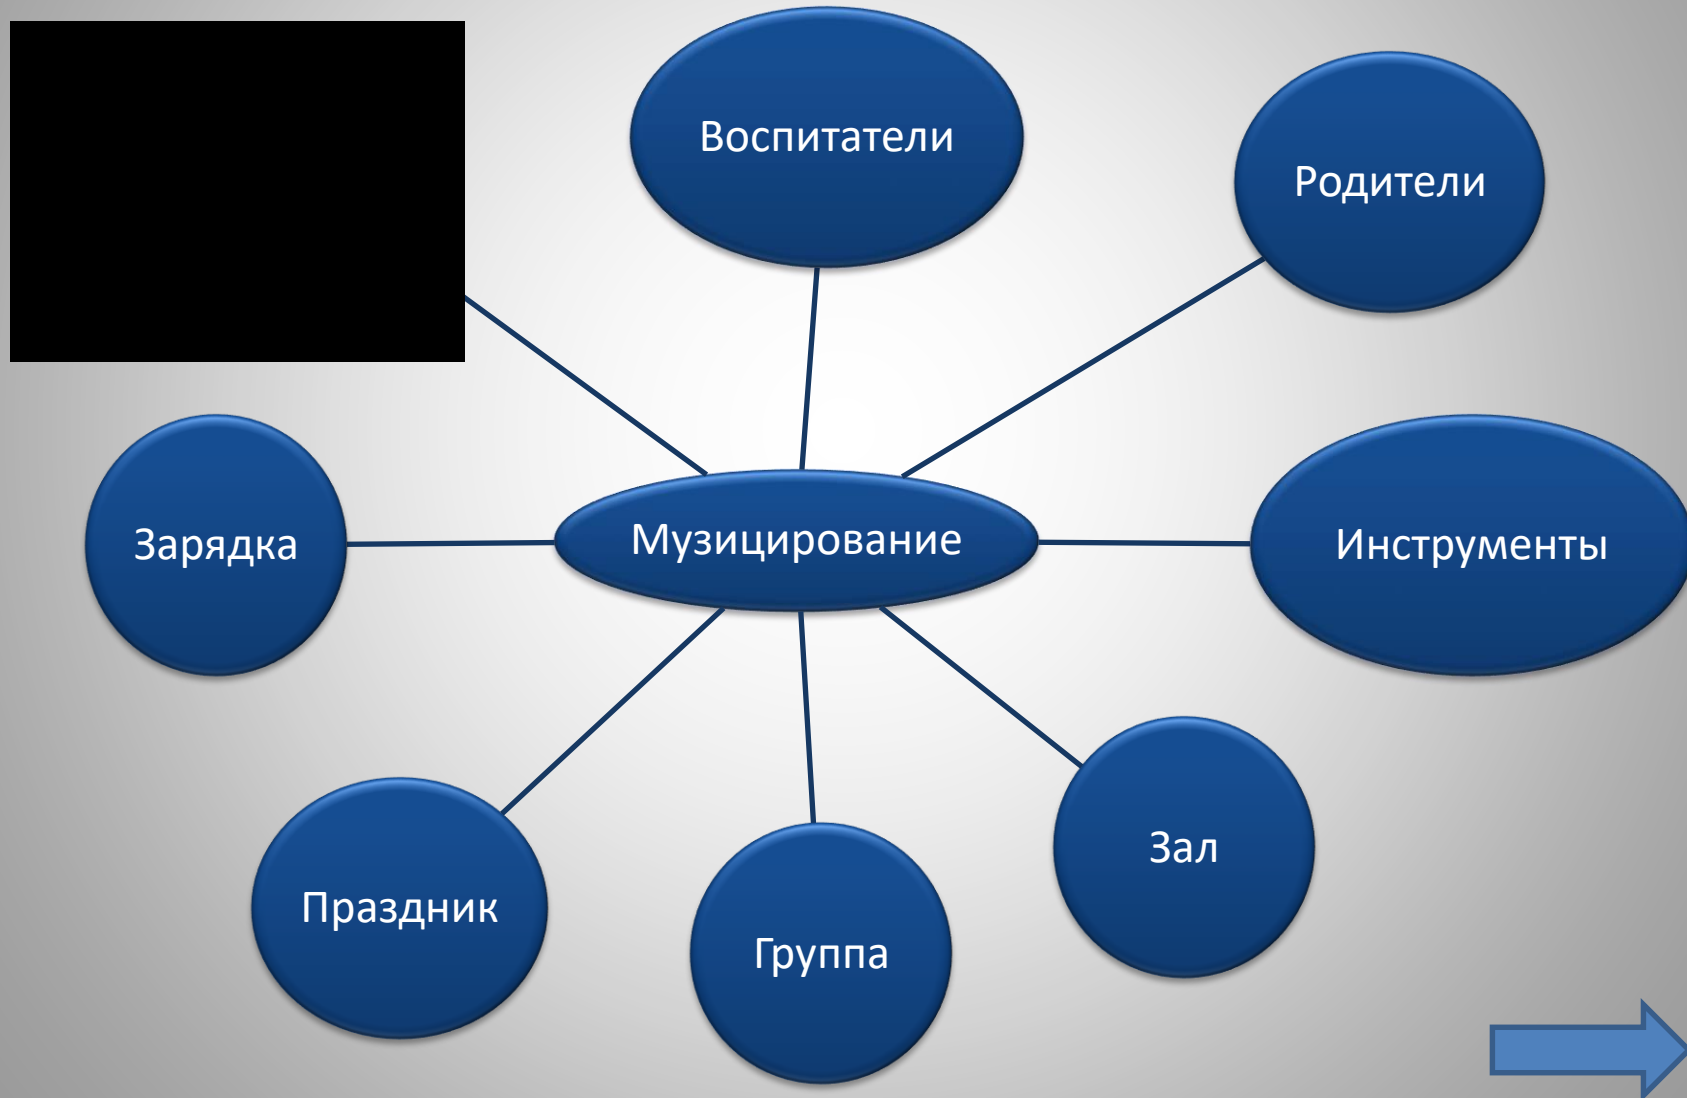 Воспитатели
Родители
Зарядка
Музицирование
Инструменты
Зал
Праздник
Группа